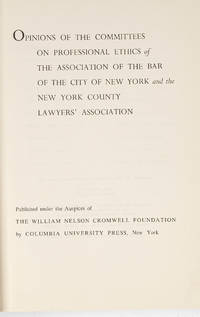 OPINIONS OF THE COMMITTEES
ON PROFESSIONAL ETHICS of
THE ASSOCIATION OF THE BAR
OF THE CITY OF NEW YORK and the
NEW YORK COUNTY
LAWYERS' ASSOCIATION
Published under the Auspices of
THE WILLIAM NELSON CROMWELL FOUNDATION
by COLUMBIA UNIVERSITY PRESS, New York